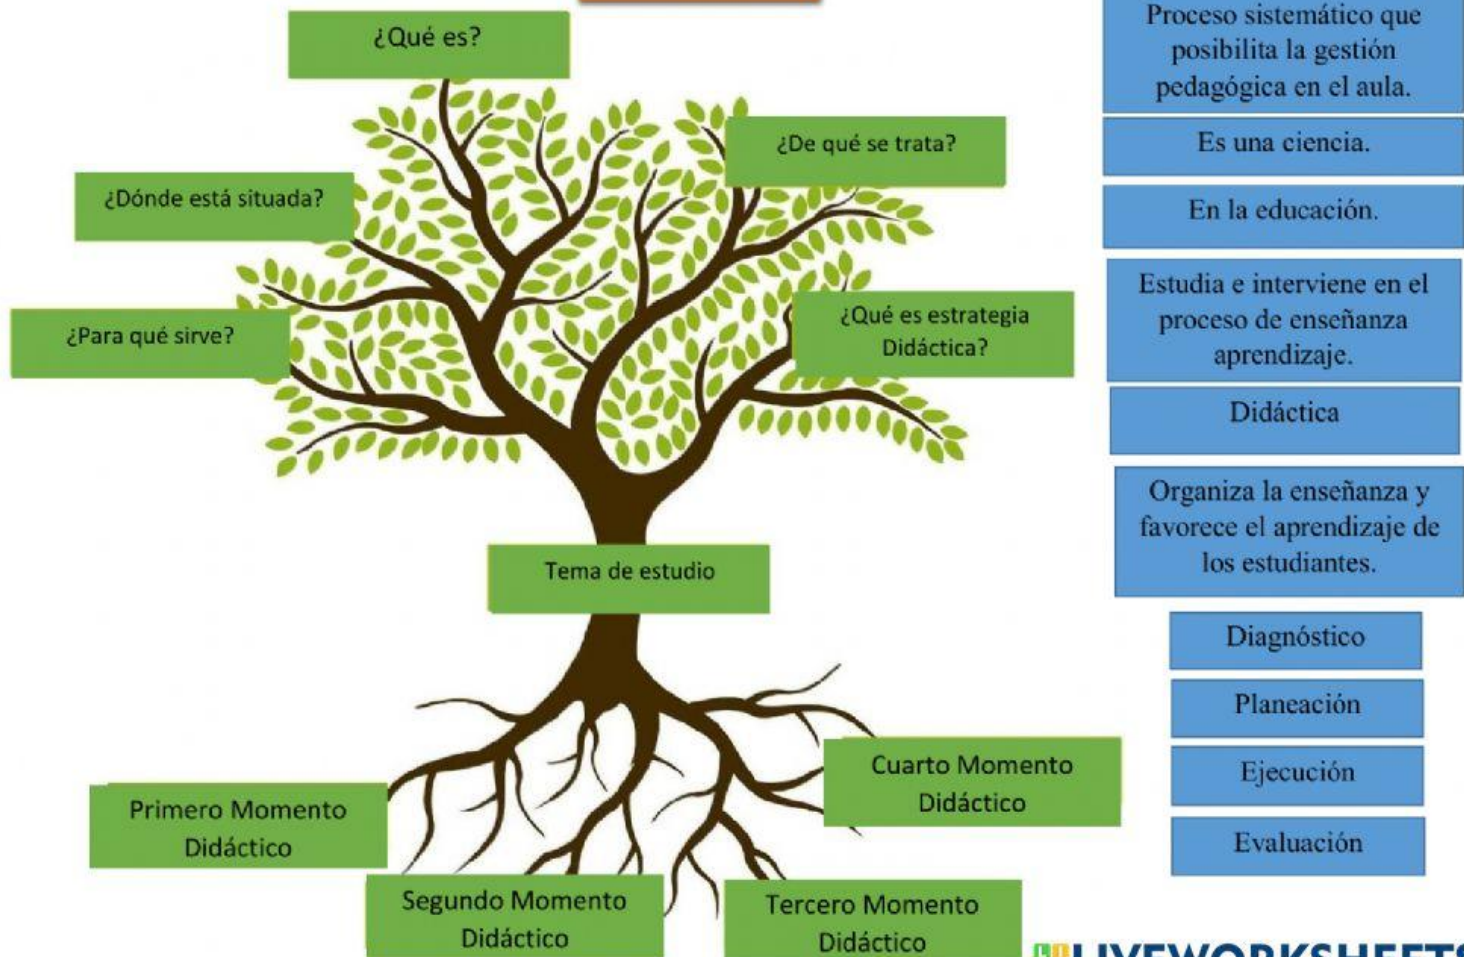 ¿Qué es?
¿De qué se trata?
¿Dónde está situada?
¿Para qué sirve?
¿Qué es estrategia
Didáctica?
Tema de estudio
Primero Momento
Didáctico
Segundo Momento
Didáctico
Tercero Momento
Didáctico
Cuarto Momento
Didáctico
Proceso sistemático que
posibilita la gestión
pedagógica en el aula.
Es una ciencia.
En la educación.
Estudia e interviene en el
proceso de enseñanza
aprendizaje.
Didáctica
Organiza la enseñanza y
favorece el aprendizaje de
los estudiantes.
Diagnóstico
Planeación
Ejecución
Evaluación
LIVEWORKSHEETS